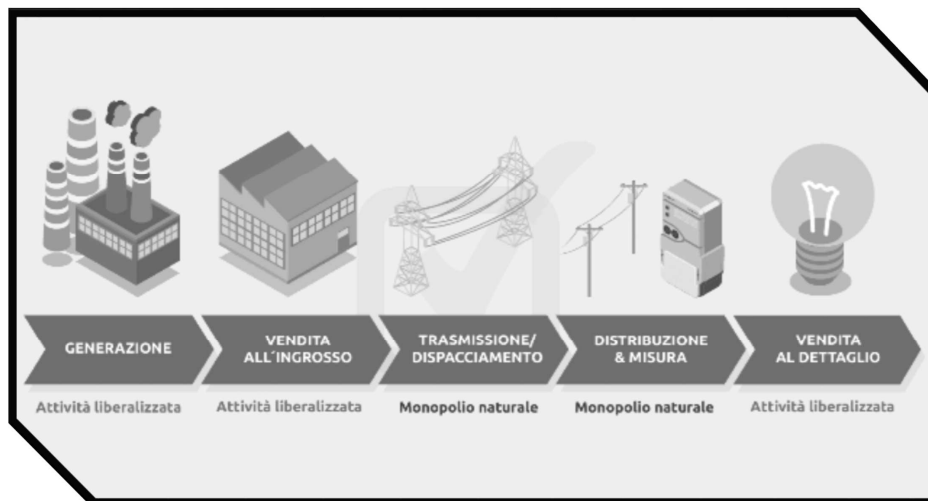 GENERAZIONE
VENDITA
ALL´INGROSSO
TRASMISSIONE/
DISPACCIAMENTO
DISTRIBUZIONE
& MISURA
VENDITA
AL DETTAGLIO
Attività liberalizzata
Attività liberalizzata
Monopolio naturale
Monopolio naturale
Attività liberalizzata